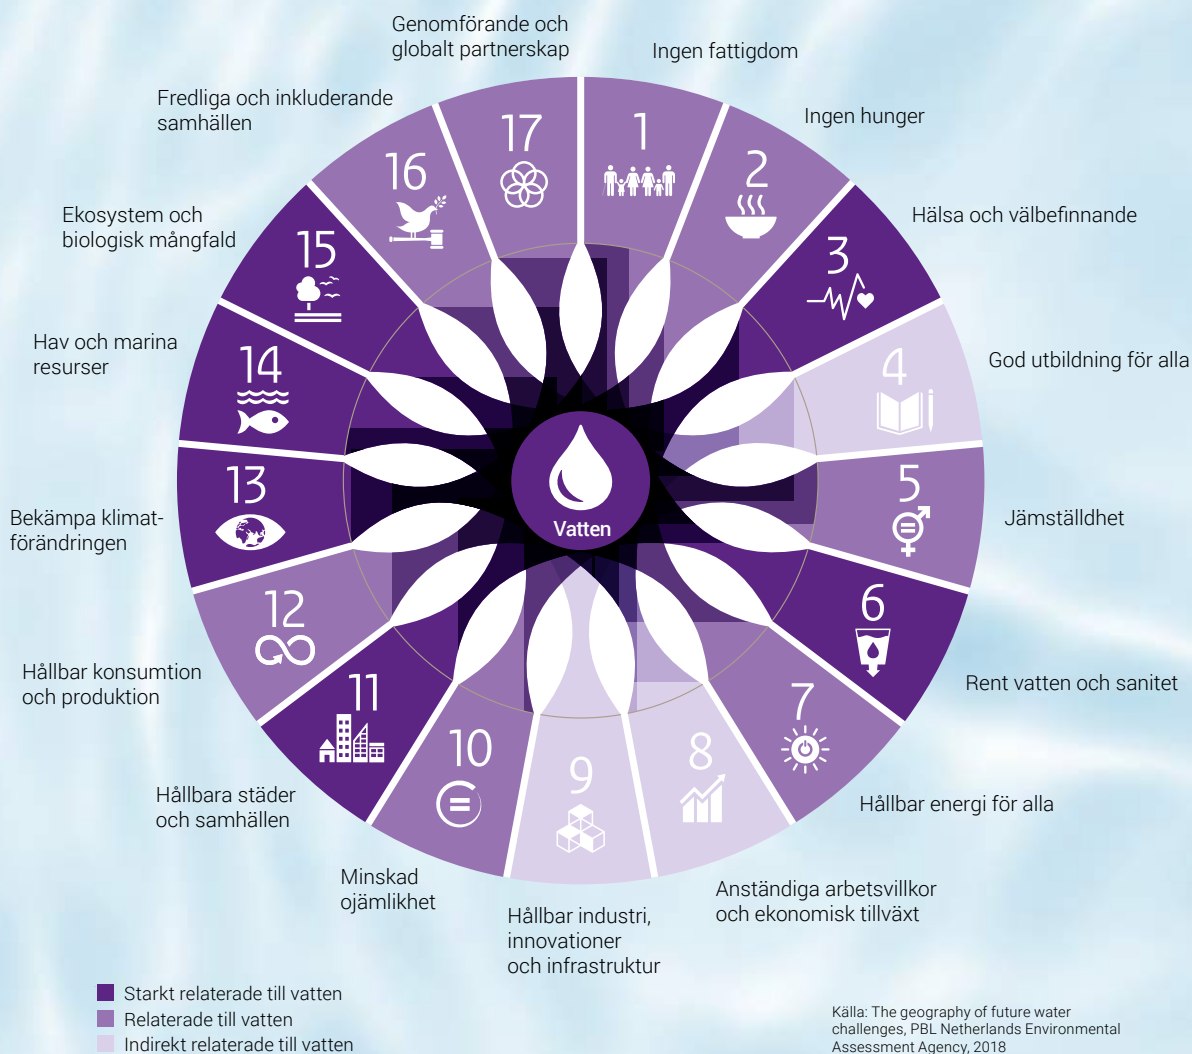 Genomförande och
globalt partnerskap
Ingen fattigdom
Fredliga och inkluderande
samhällen
Ingen hunger
Ekosystem och
biologisk mångfald
Hälsa och välbefinnande
Hav och marina
resurser
God utbildning för alla
Bekämpa klimat-
förändringen
Jämställdhet
Hållbar konsumtion
och produktion
Rent vatten och sanitet
Hållbara städer
och samhällen
Hållbar energi för alla
Minskad
ojämlikhet
Anständiga arbetsvillkor
och ekonomisk tillväxt
Hållbar industri,
innovationer
och infrastruktur
1
2
3
4
5
6
7
8
9
10
11
12
13
14
15
16
17
Vatten
Starkt relaterade till vatten
Relaterade till vatten
Indirekt relaterade till vatten
Källa: The geography of future water
challenges, PBL Netherlands Environmental
Assessment Agency, 2018